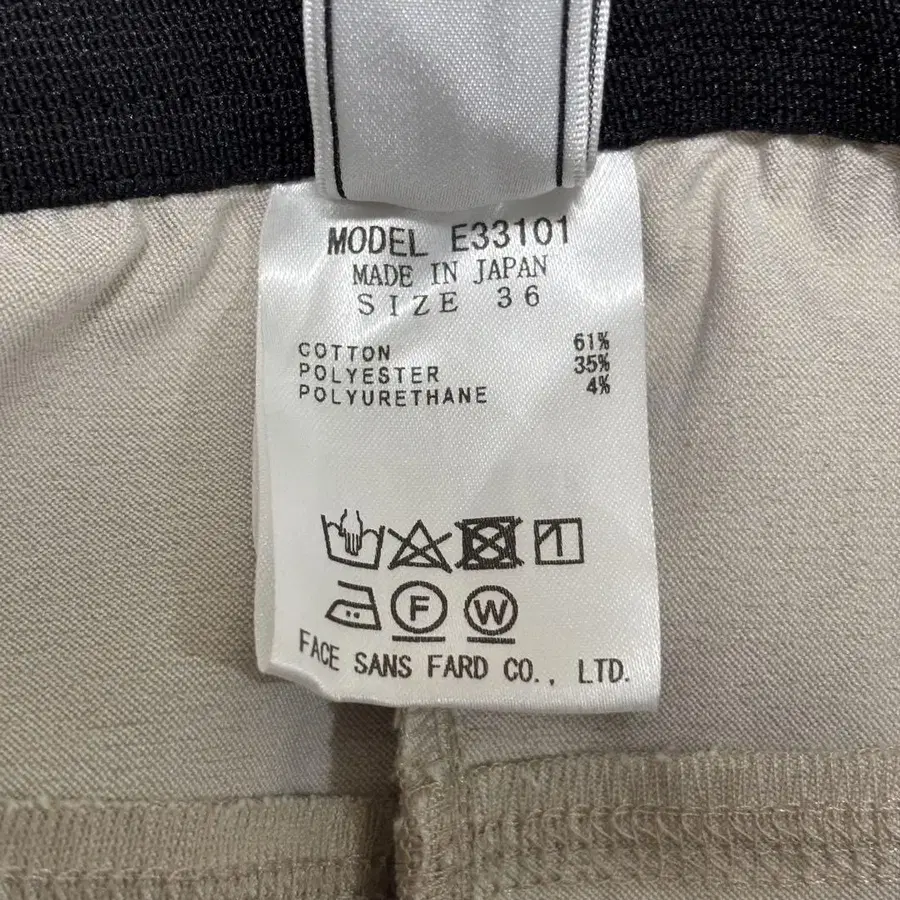 MODEL E33101
MADE IN JAPAN
SIZE 36
COTTON 61%
POLYESTER 35%
POLYURETHANE 4%
F W
FACE SANS FARD CO., LTD.